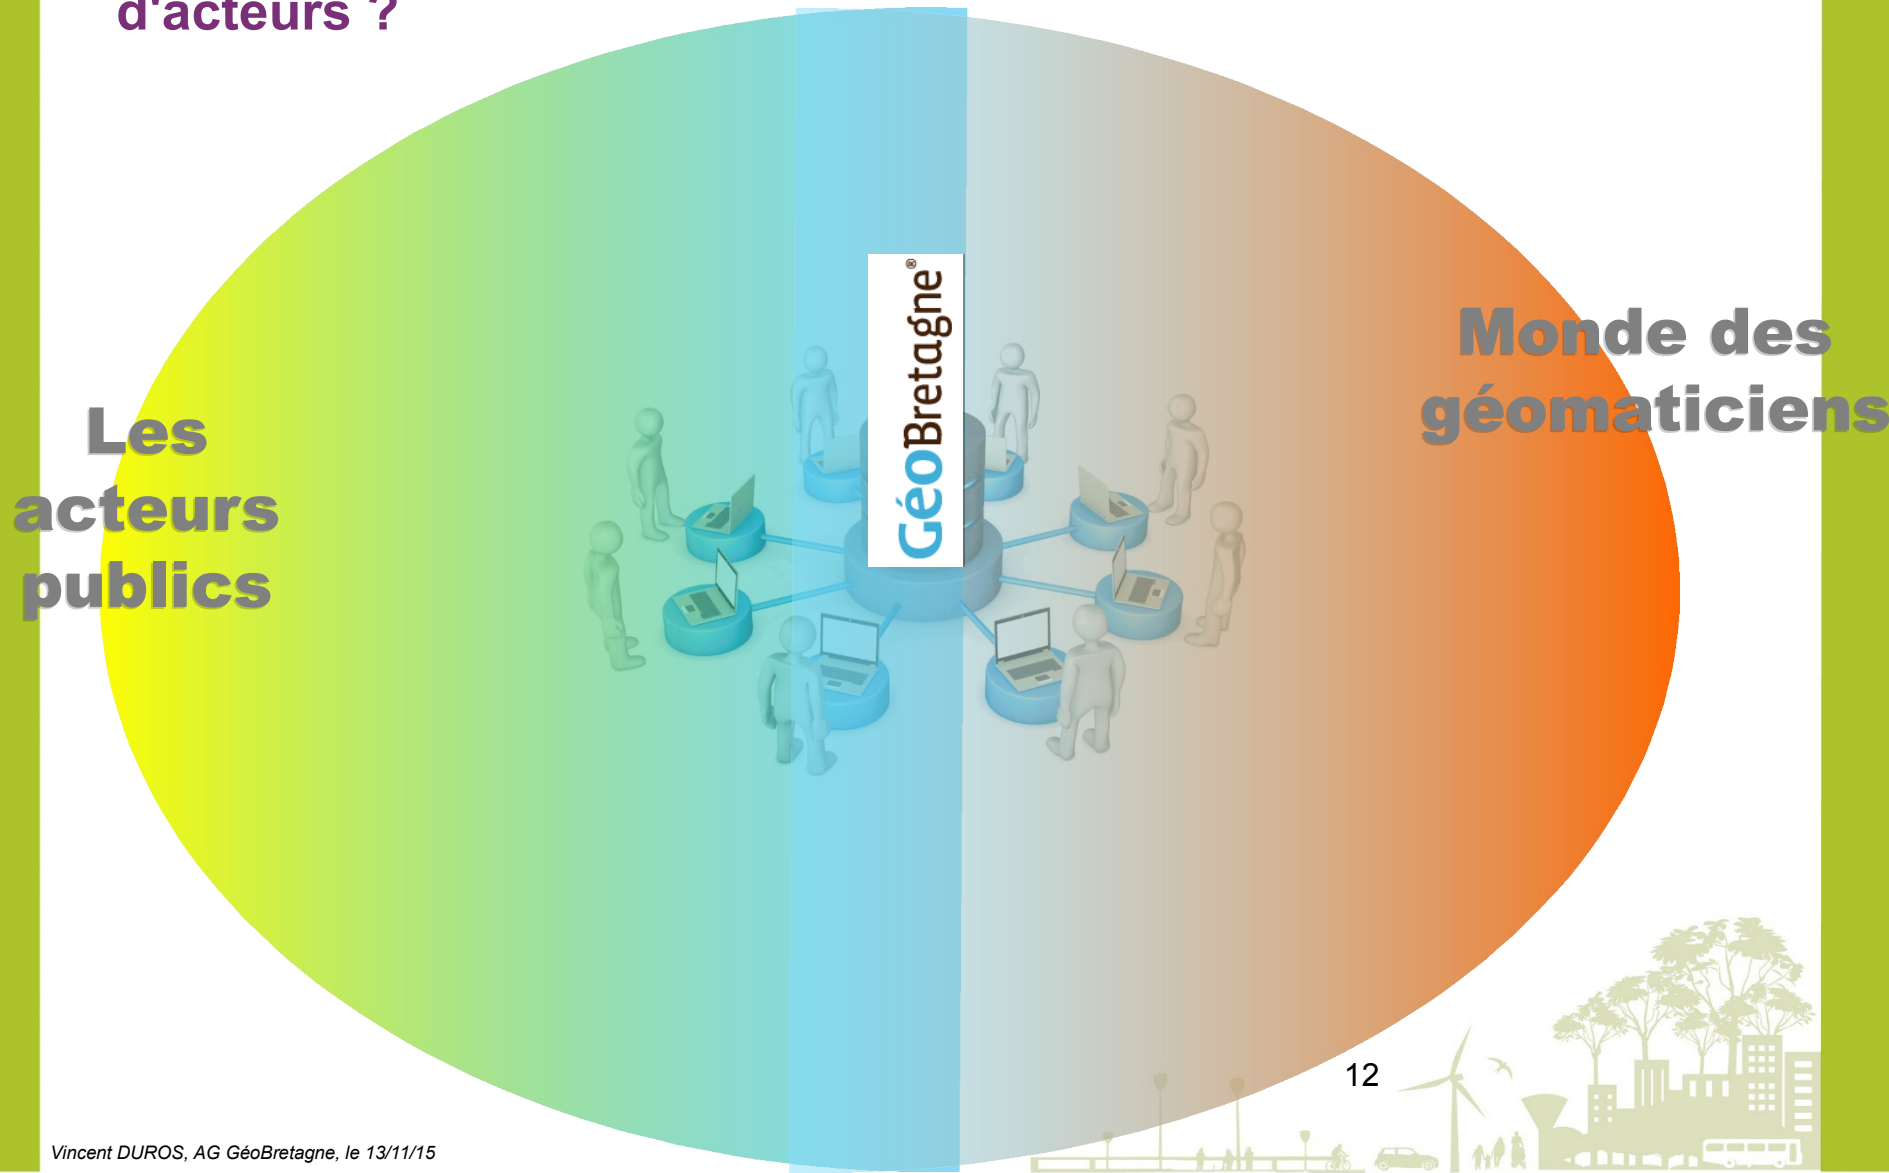 d'acteurs ?
GéoBretagne®
Monde des
géomaticiens
Les
acteurs
publics
12
Vincent DUROS, AG GéoBretagne, le 13/11/15